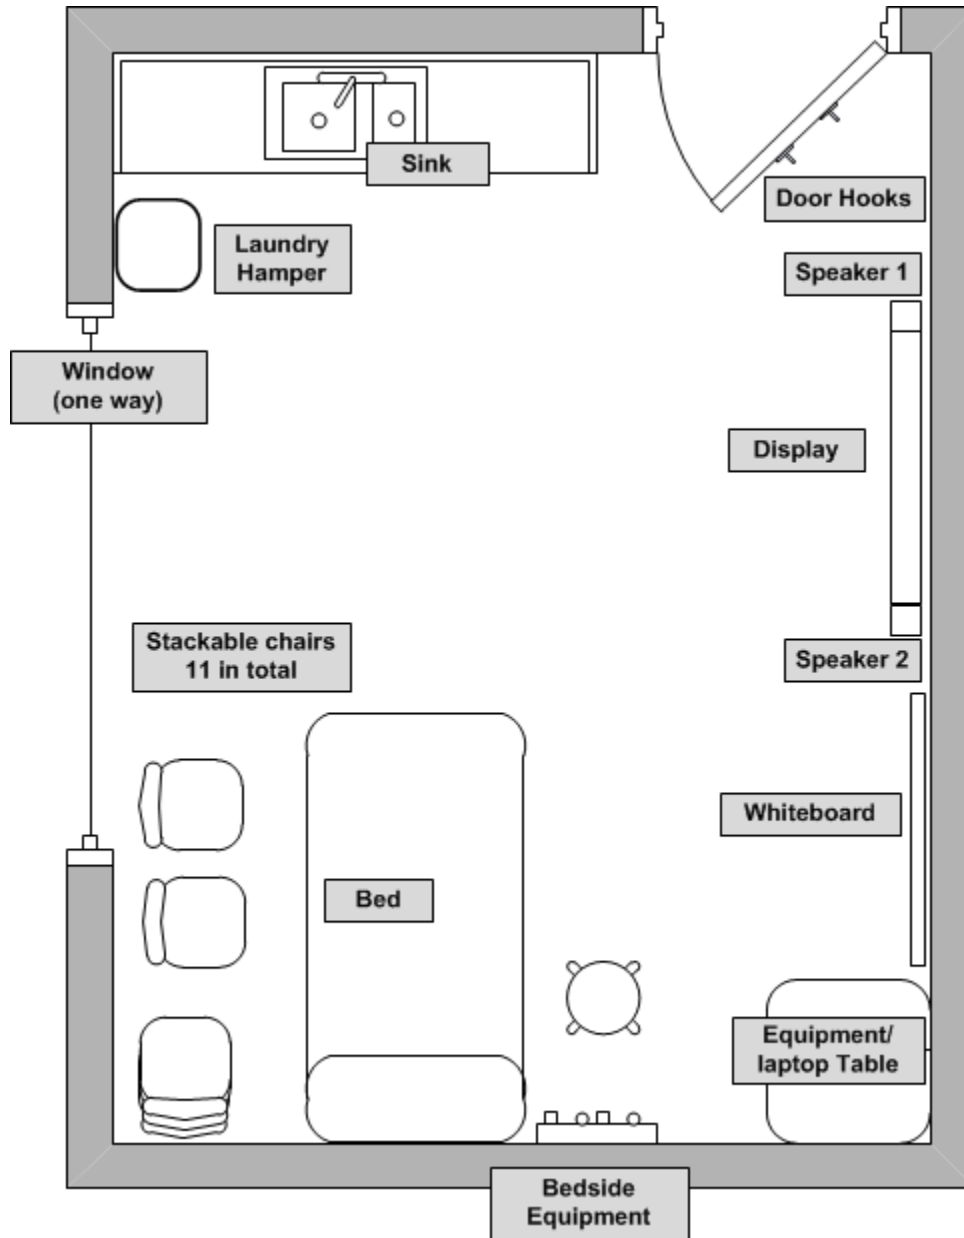 Sink
Door Hooks
Laundry
Hamper
Speaker 1
Window
(one way)
Display
Stackable chairs
11 in total
Speaker 2
Whiteboard
Bed
Equipment/
laptop Table
Bedside
Equipment